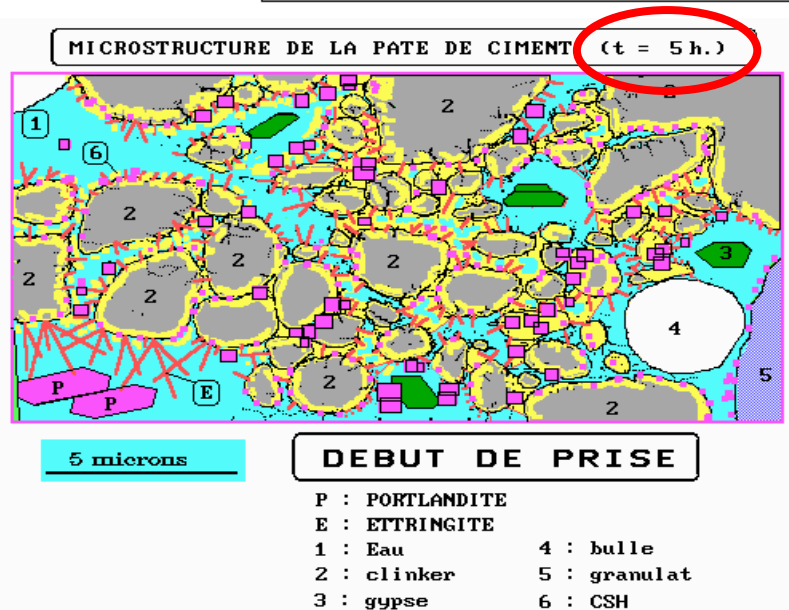 MICROSTRUCTURE DE LA PATE DE CIMENT (t = 5h.)
2
2
1
6
2
2
2
3
2
2
4
5
P
P
E
2
2
5 microns
DEBUT DE PRISE
P : PORTLANDITE
E : ETTRINGITE
1 : Eau
4 : bulle
2 : clinker
5 : granulat
3 : gypse
6 : CSH